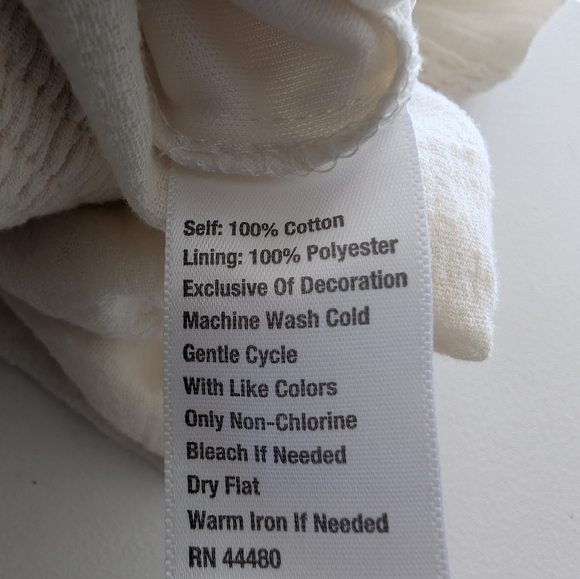 Self: 100% Cotton
Lining: 100% Polyester
Exclusive Of Decoration
Machine Wash Cold
Gentle Cycle
With Like Colors
Only Non-Chlorine
Bleach If Needed
Dry Flat
Warm Iron If Needed
RN 44480